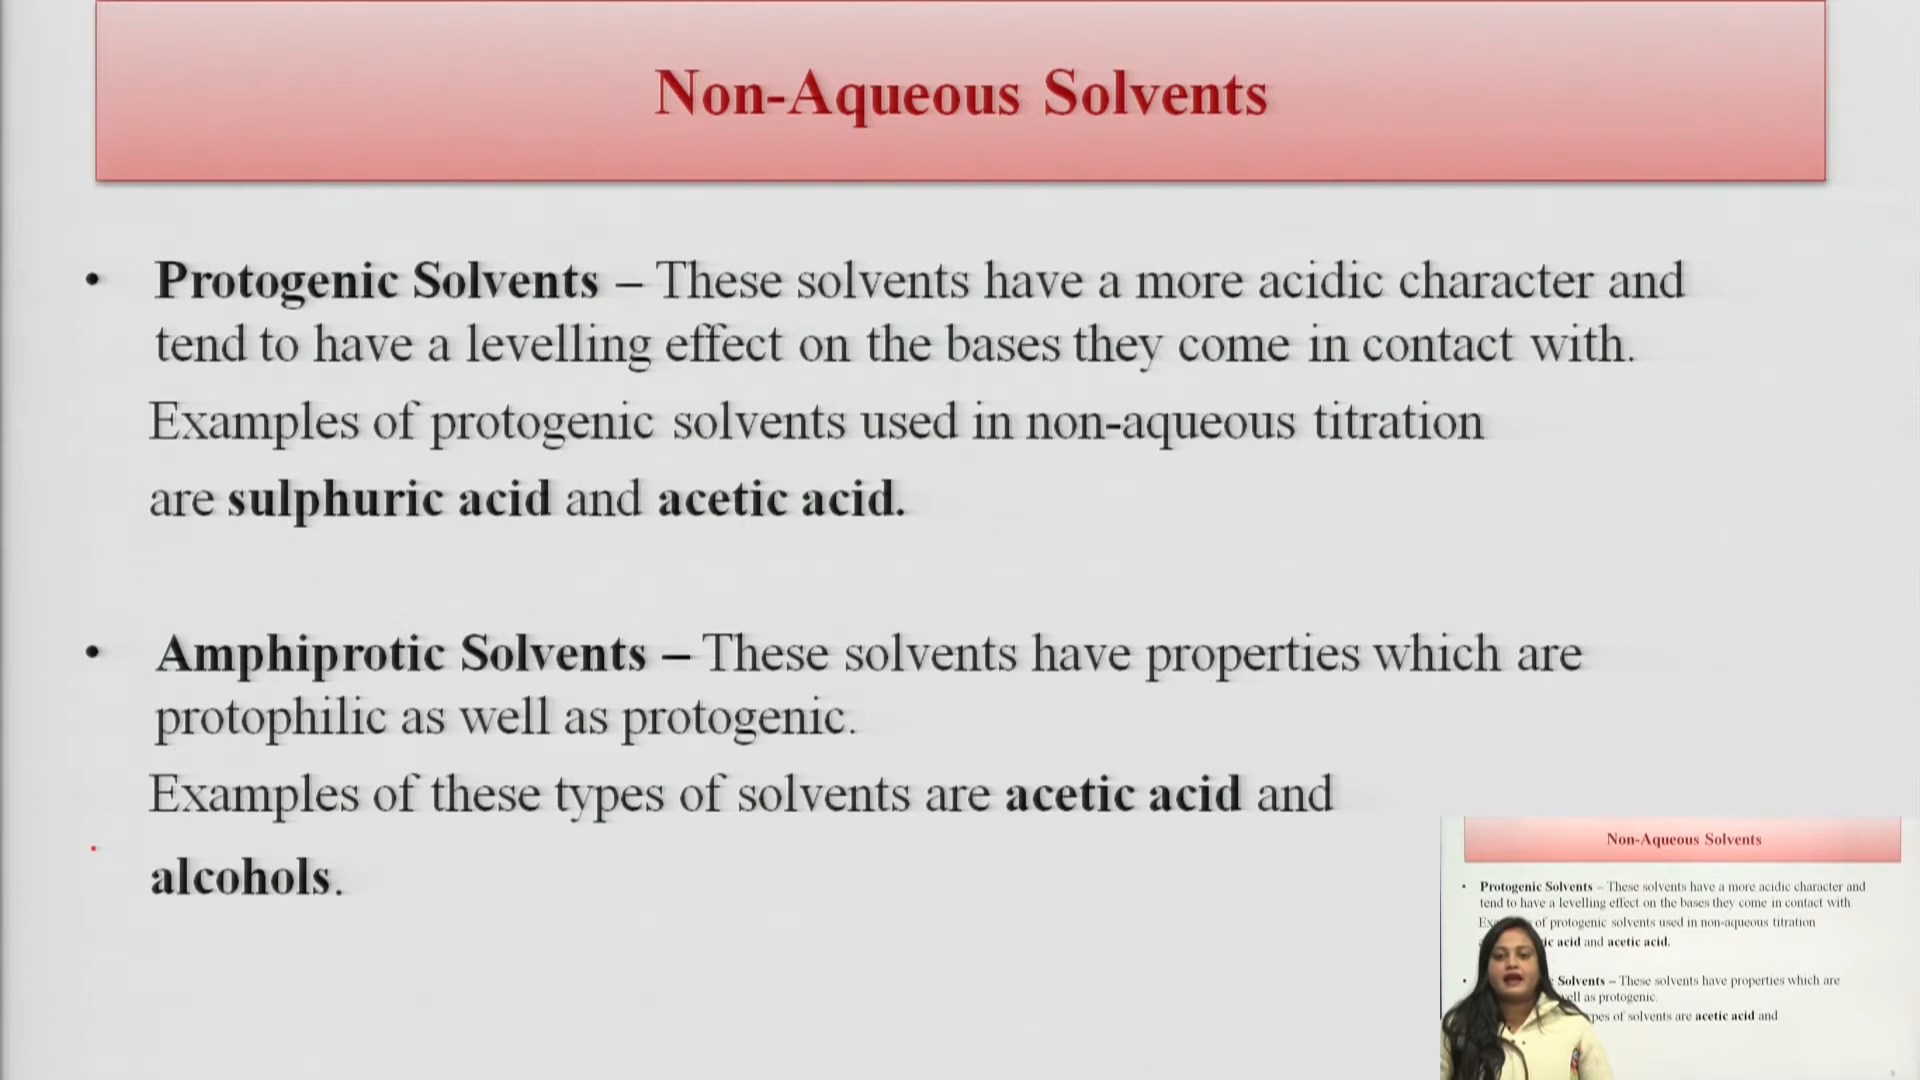 Non-Aqueous Solvents
• Protogenic Solvents – These solvents have a more acidic character and
tend to have a levelling effect on the bases they come in contact with.
Examples of protogenic solvents used in non-aqueous titration
are sulphuric acid and acetic acid.
• Amphiprotic Solvents – These solvents have properties which are
protophilic as well as protogenic.
Examples of these types of solvents are acetic acid and
alcohols.
Non-Aqueous Solvents
• Protogenic Solvents – These solvents have a more acidic character and
tend to have a levelling effect on the bases they come in contact with.
of protogenic solvents used in non-aqueous titration
acid and acetic acid.
• Solvents – These solvents have properties which are
as protogenic.
of solvents are acetic acid and